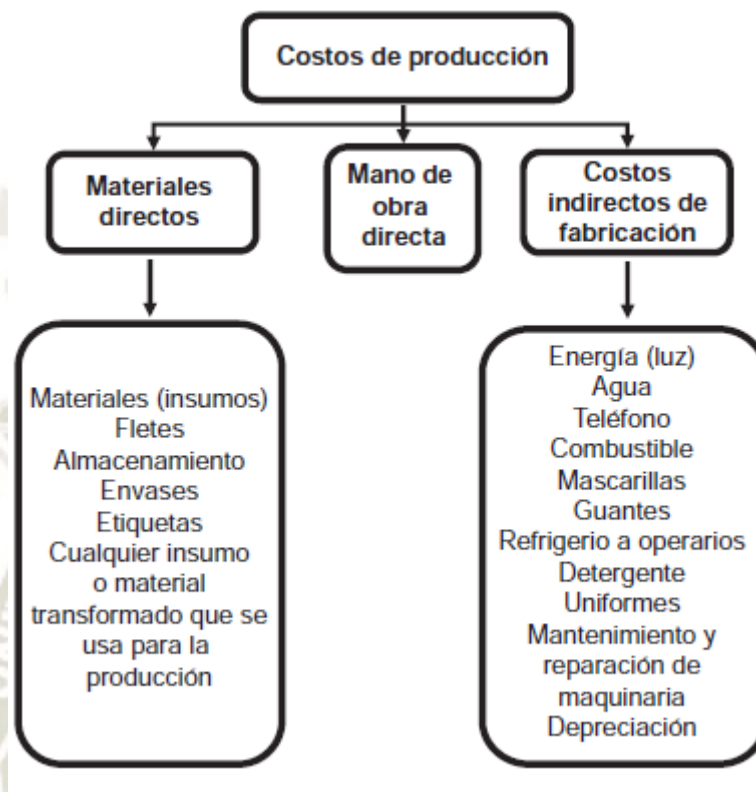 Costos de producción
Materiales
directos
Mano de
obra
directa
Costos
indirectos de
fabricación
Materiales (insumos)
Fletes
Almacenamiento
Envases
Etiquetas
Cualquier insumo
o material
transformado que se
usa para la
producción
Energía (luz)
Agua
Teléfono
Combustible
Mascarillas
Guantes
Refrigerio a operarios
Detergente
Uniformes
Mantenimiento y
reparación de
maquinaria
Depreciación